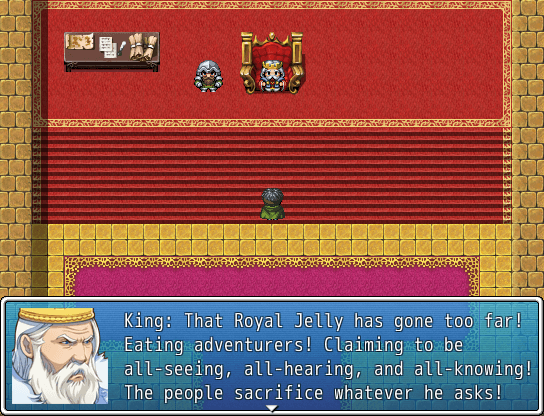 King: That Royal Jelly has gone too far!
Eating adventurers! Claiming to be
all-seeing, all-hearing, and all-knowing!
The people sacrifice whatever he asks!